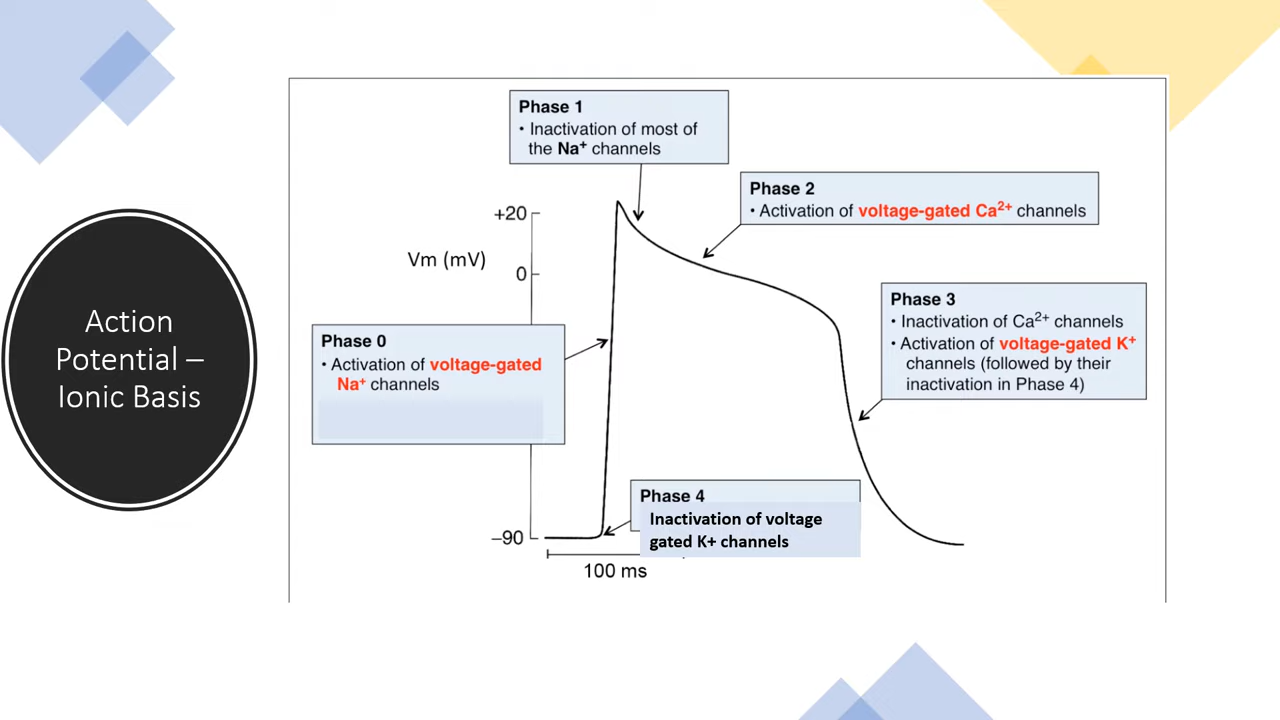 Action
Potential –
Ionic Basis
Phase 1
• Inactivation of most of
the Na⁺ channels
Phase 2
• Activation of voltage-gated Ca²⁺ channels
+20
Vm (mV)
0
Phase 3
• Inactivation of Ca²⁺ channels
• Activation of voltage-gated K⁺
channels (followed by their
inactivation in Phase 4)
Phase 0
• Activation of voltage-gated
Na⁺ channels
Phase 4
Inactivation of voltage
gated K+ channels
–90
100 ms